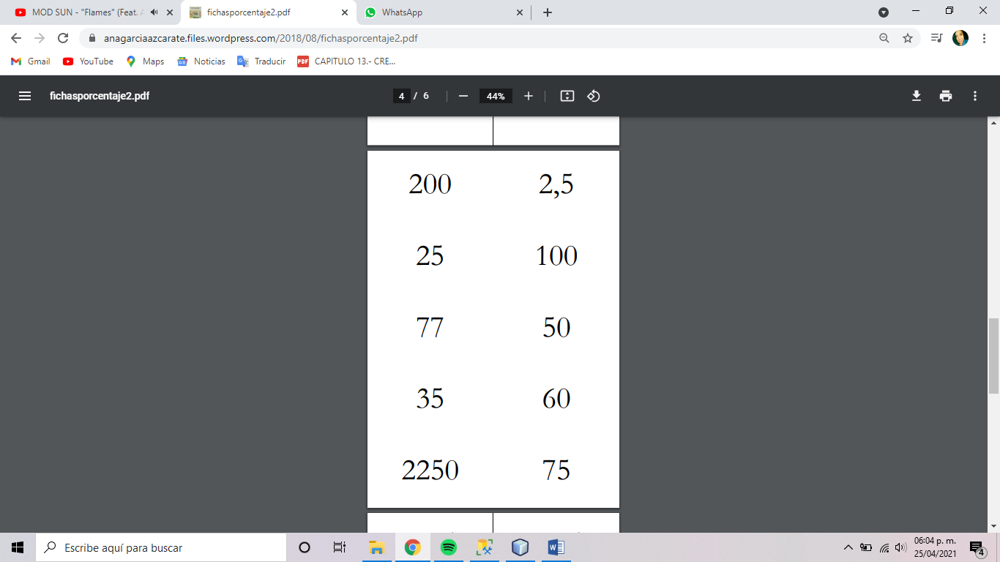 MOD SUN - "Flames" (Feat. A
fichasporcentaje2.pdf
WhatsApp
anagarciaazcarate.files.wordpress.com/2018/08/fichasporcentaje2.pdf
Gmail
YouTube
Maps
Noticias
Traducir
PDF
CAPITULO 13.- CRE...
fichasporcentaje2.pdf
4 / 6
44%
200 2,5
25 100
77 50
35 60
2250 75
Escribe aquí para buscar
06:04 p. m.
25/04/2021
4